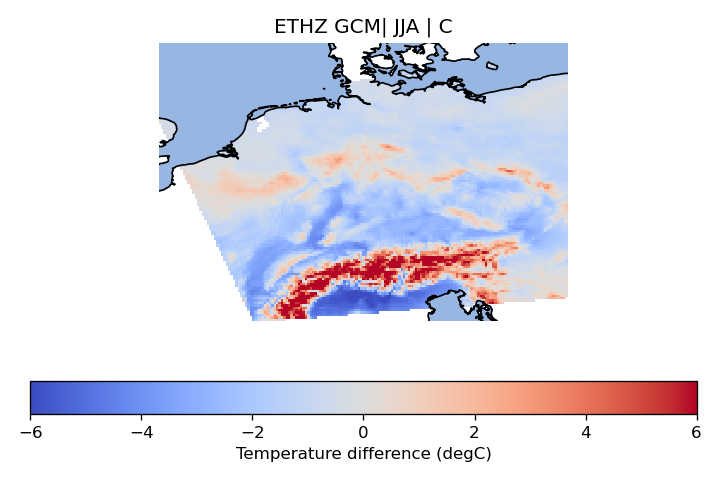 ETHZ GCM| JJA | C
−6 −4 −2 0 2 4 6
Temperature difference (degC)